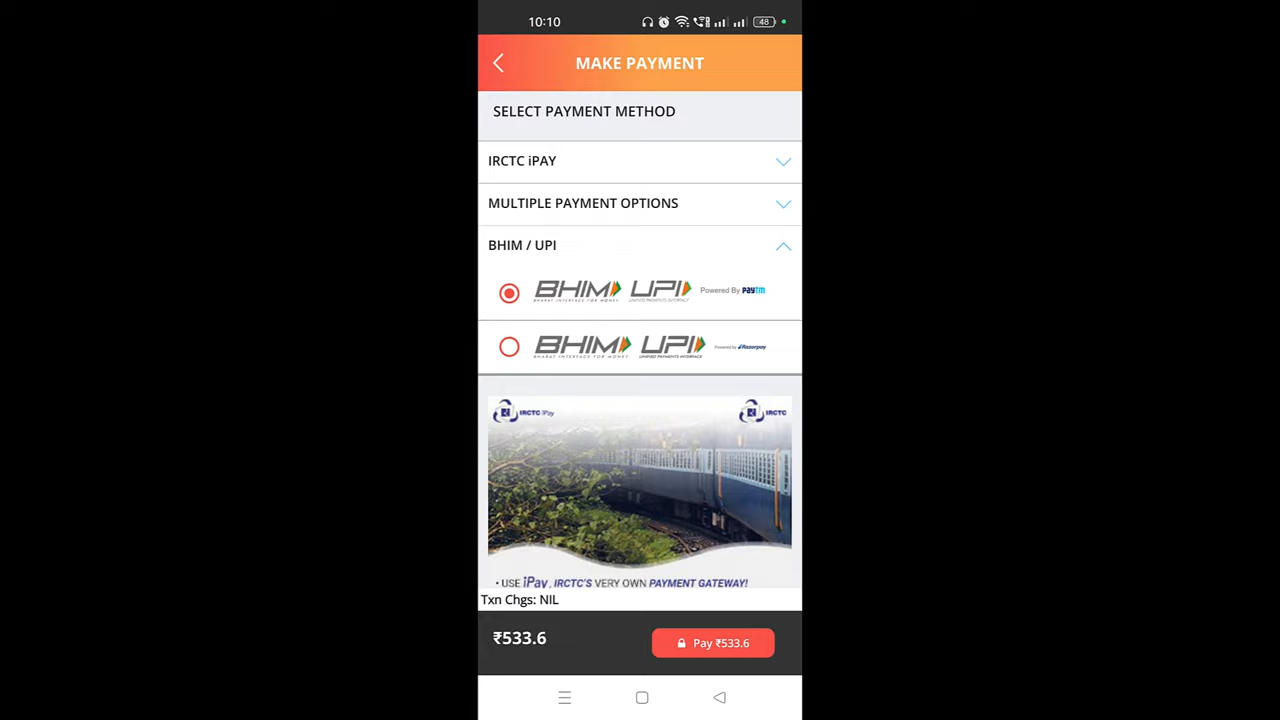 10:10
48
MAKE PAYMENT
SELECT PAYMENT METHOD
IRCTC iPAY
MULTIPLE PAYMENT OPTIONS
BHIM / UPI
BHIM UPI Powered By paytm
BHARAT INTERFACE FOR MONEY UNIFIED PAYMENTS INTERFACE
BHIM UPI Powered by Razorpay
BHARAT INTERFACE FOR MONEY UNIFIED PAYMENTS INTERFACE
IRCTC iPay IRCTC
• USE iPay, IRCTC'S VERY OWN PAYMENT GATEWAY!
Txn Chgs: NIL
₹533.6 Pay ₹533.6